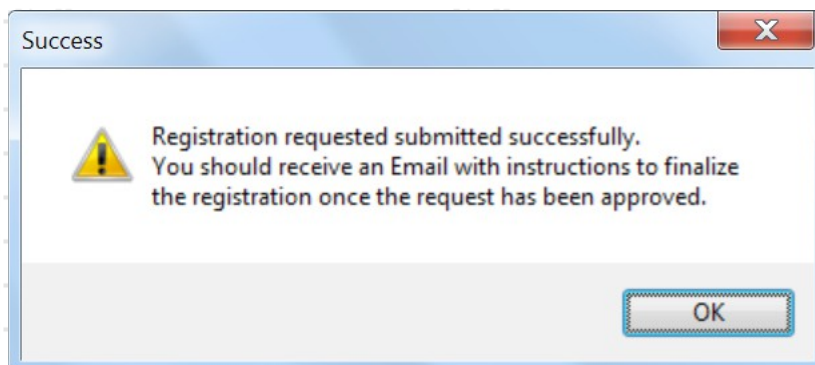 Success
Registration requested submitted successfully.
You should receive an Email with instructions to finalize
the registration once the request has been approved.
OK